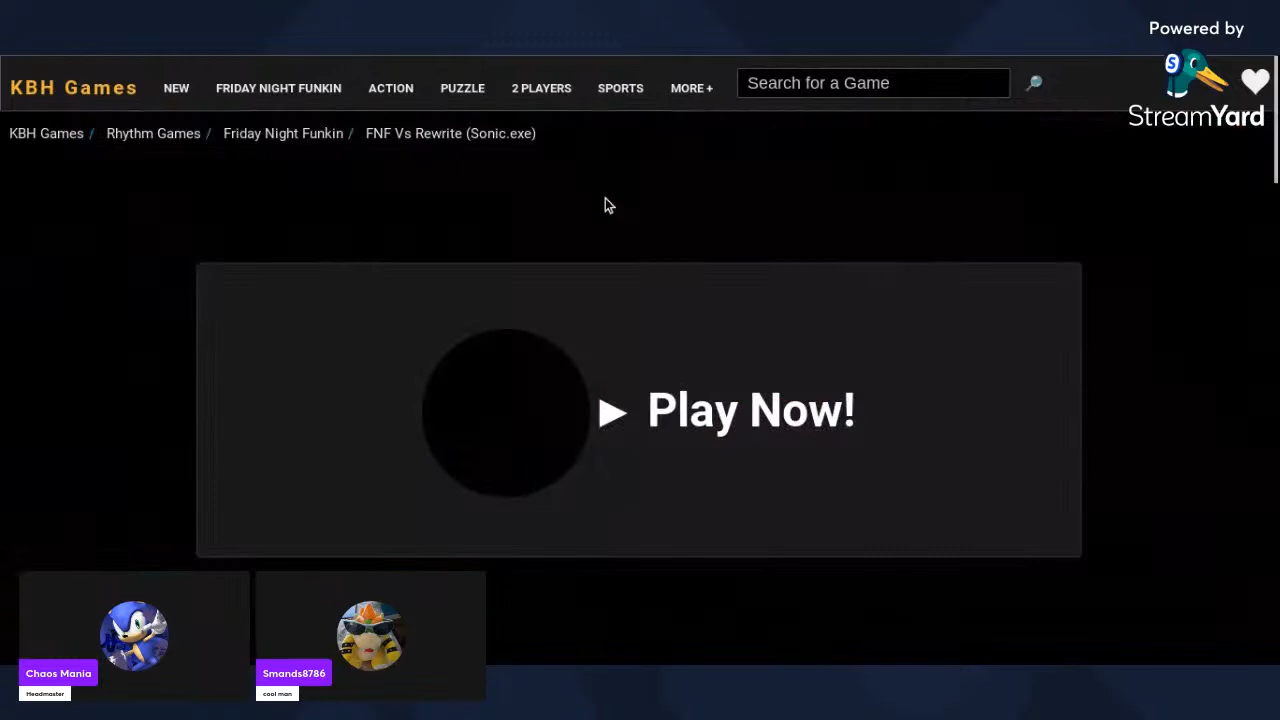 Powered by
StreamYard
KBH Games
NEW
FRIDAY NIGHT FUNKIN
ACTION
PUZZLE
2 PLAYERS
SPORTS
MORE +
Search for a Game
KBH Games / Rhythm Games / Friday Night Funkin / FNF Vs Rewrite (Sonic.exe)
Play Now!
Chaos Mania
Headmaster
Smands8786
cool man